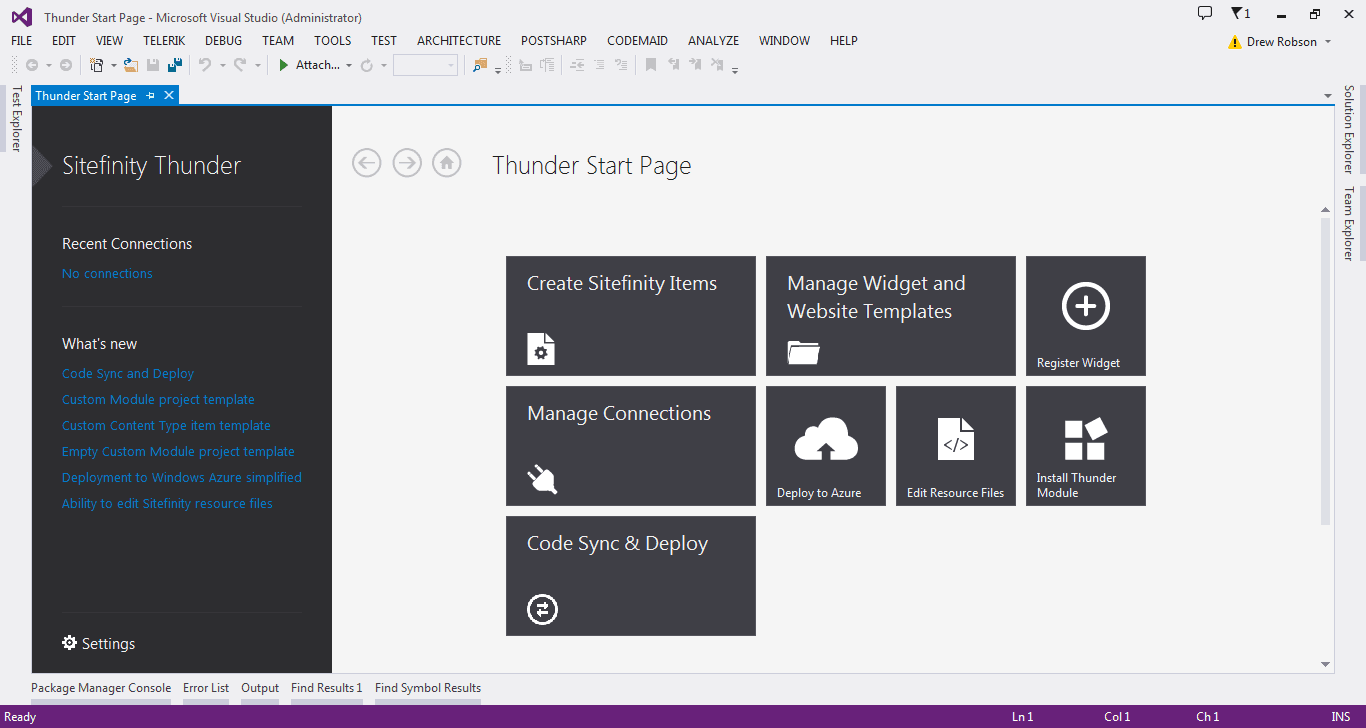 Thunder Start Page - Microsoft Visual Studio (Administrator)
1
FILE EDIT VIEW TELERIK DEBUG TEAM TOOLS TEST ARCHITECTURE POSTSHARP CODEMAID ANALYZE WINDOW HELP
Drew Robson
Attach...
Test Explorer
Thunder Start Page
Solution Explorer
Team Explorer
Sitefinity Thunder
Recent Connections
No connections
What's new
Code Sync and Deploy
Custom Module project template
Custom Content Type item template
Empty Custom Module project template
Deployment to Windows Azure simplified
Ability to edit Sitefinity resource files
Settings
Thunder Start Page
Create Sitefinity Items
Manage Widget and
Website Templates
Register Widget
Manage Connections
Deploy to Azure
</>
Edit Resource Files
Install Thunder
Module
Code Sync & Deploy
Package Manager Console Error List Output Find Results 1 Find Symbol Results
Ready Ln 1 Col 1 Ch 1 INS